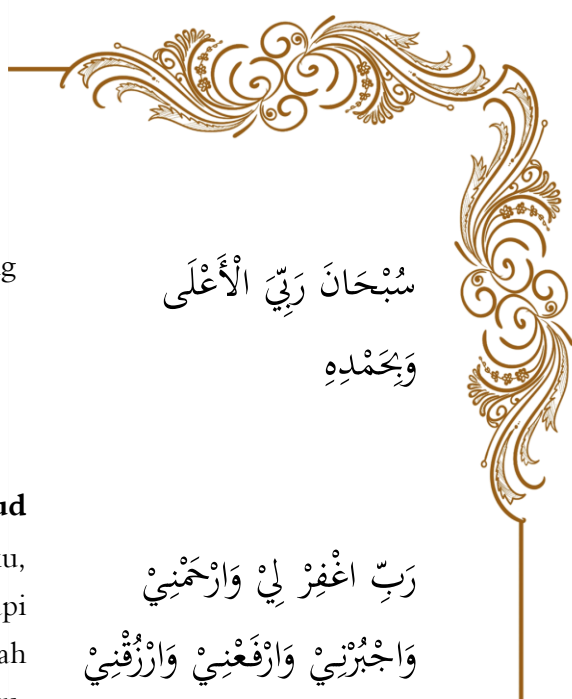 سُبْحَانَ رَبِّيَ الْأَعْلَى
وَبِحَمْدِهِ
رَبِّ اغْفِرْ لِيْ وَارْحَمْنِيْ
وَاجْبُرْنِيْ وَارْفَعْنِيْ وَارْزُقْنِيْ